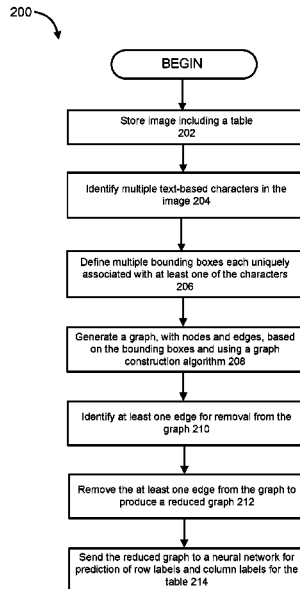 200
BEGIN
Store image including a table
202
Identify multiple text-based characters in the
image 204
Define multiple bounding boxes each uniquely
associated with at least one of the characters
206
Generate a graph, with nodes and edges, based
on the bounding boxes and using a graph
construction algorithm 208
Identify at least one edge for removal from the
graph 210
Remove the at least one edge from the graph to
produce a reduced graph 212
Send the reduced graph to a neural network for
prediction of row labels and column labels for the
table 214